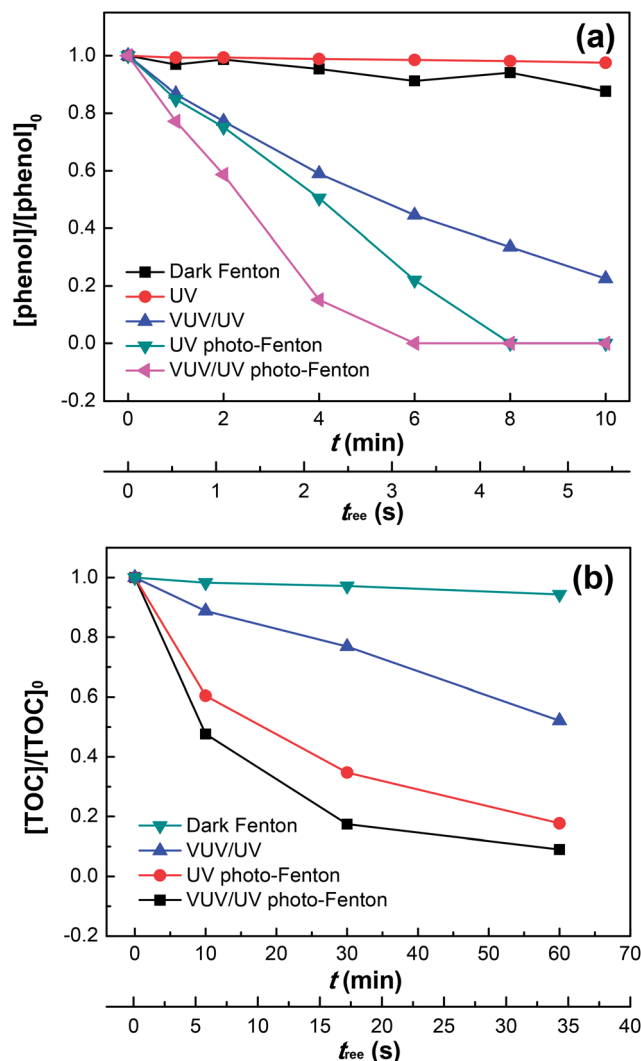 (a)
1.0
0.8
0.6
0.4
0.2
0.0
-0.2
[phenol]/[phenol]0
Dark Fenton
UV
VUV/UV
UV photo-Fenton
VUV/UV photo-Fenton
0 2 4 6 8 10
t (min)
0 1 2 3 4 5
tree (s)
(b)
1.0
0.8
0.6
0.4
0.2
0.0
-0.2
[TOC]/[TOC]0
Dark Fenton
VUV/UV
UV photo-Fenton
VUV/UV photo-Fenton
0 10 20 30 40 50 60 70
t (min)
0 5 10 15 20 25 30 35 40
tree (s)